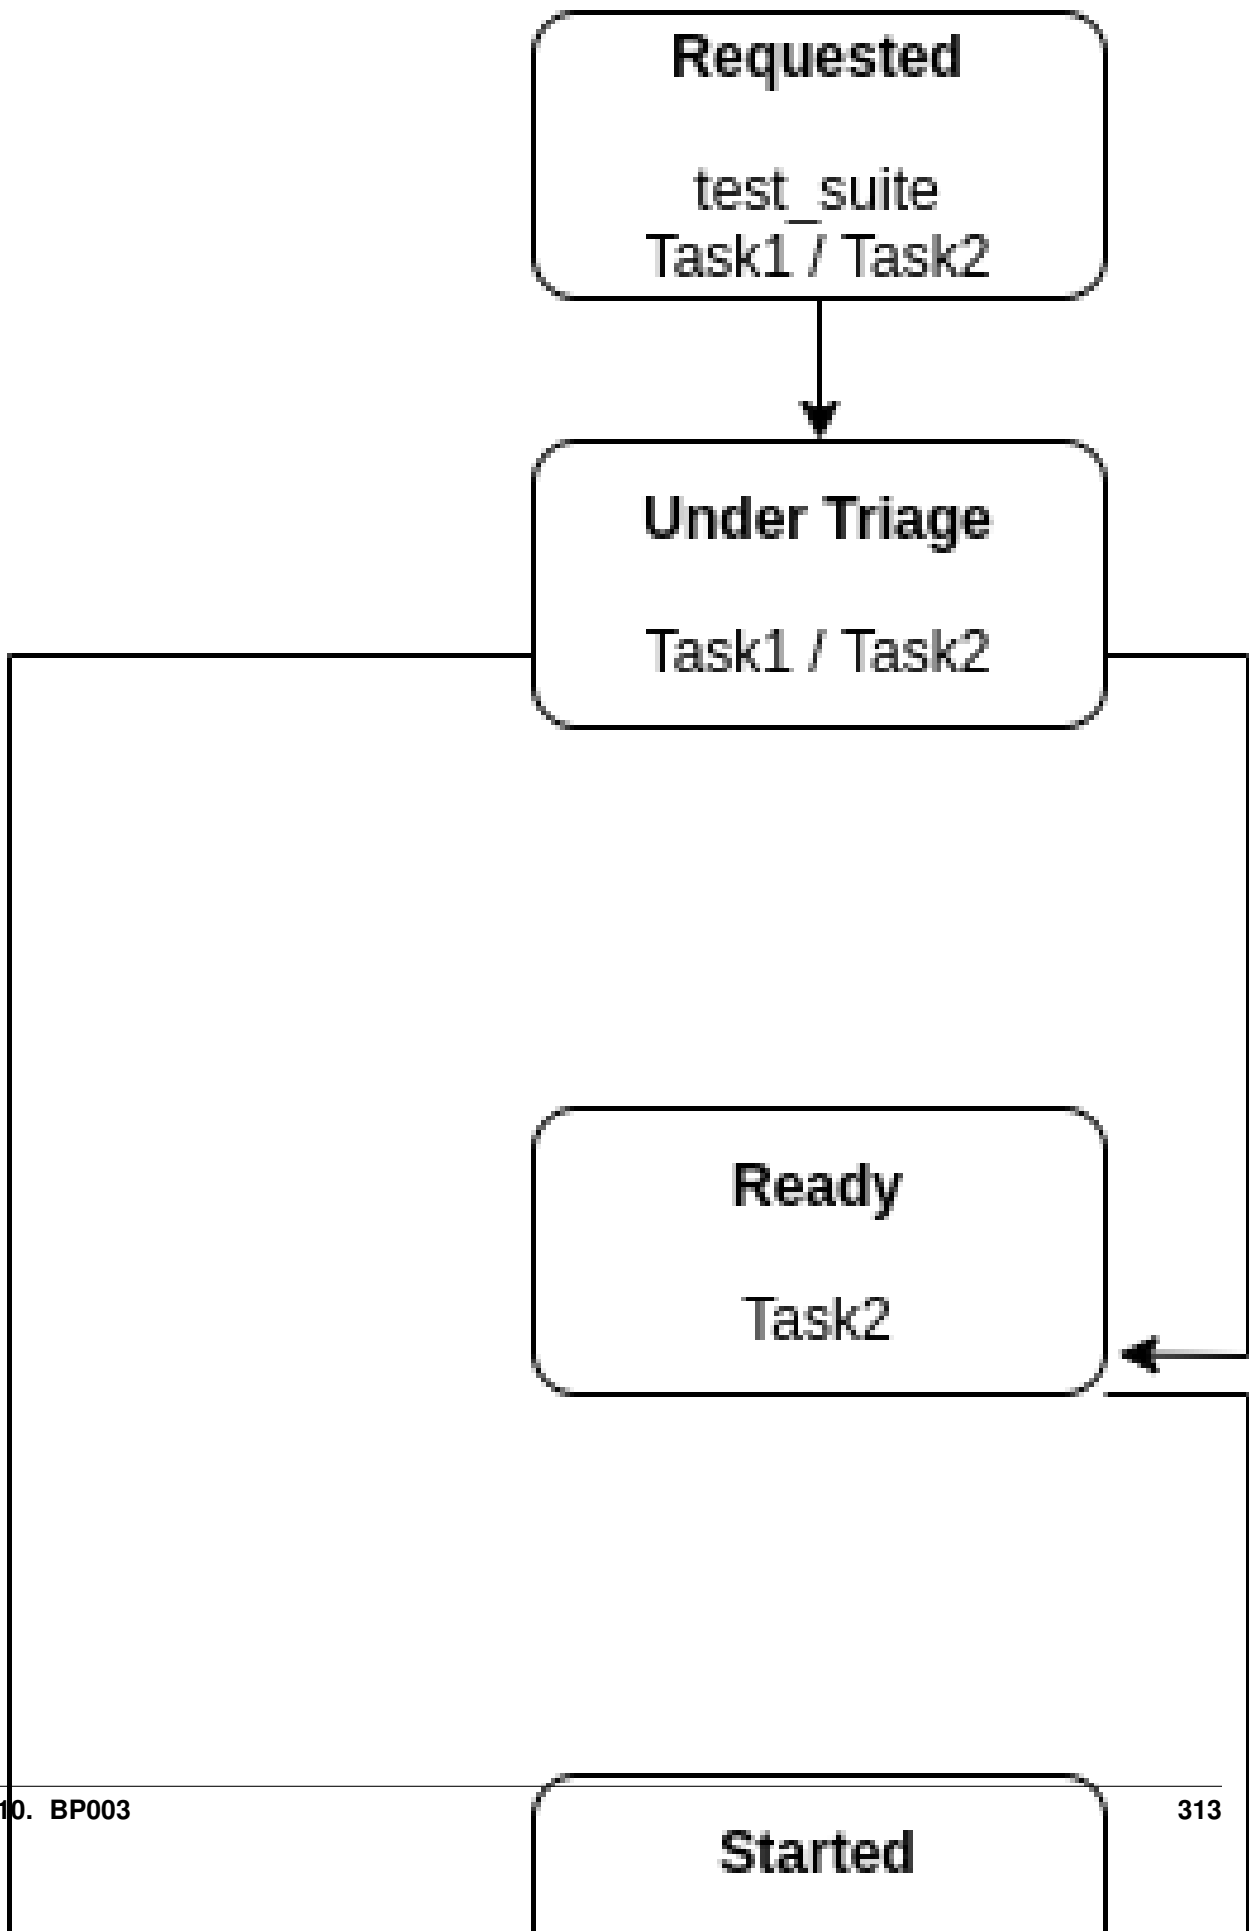 Requested
test_suite
Task1 / Task2
Under Triage
Task1 / Task2
Ready
Task2
Started
10. BP003
313